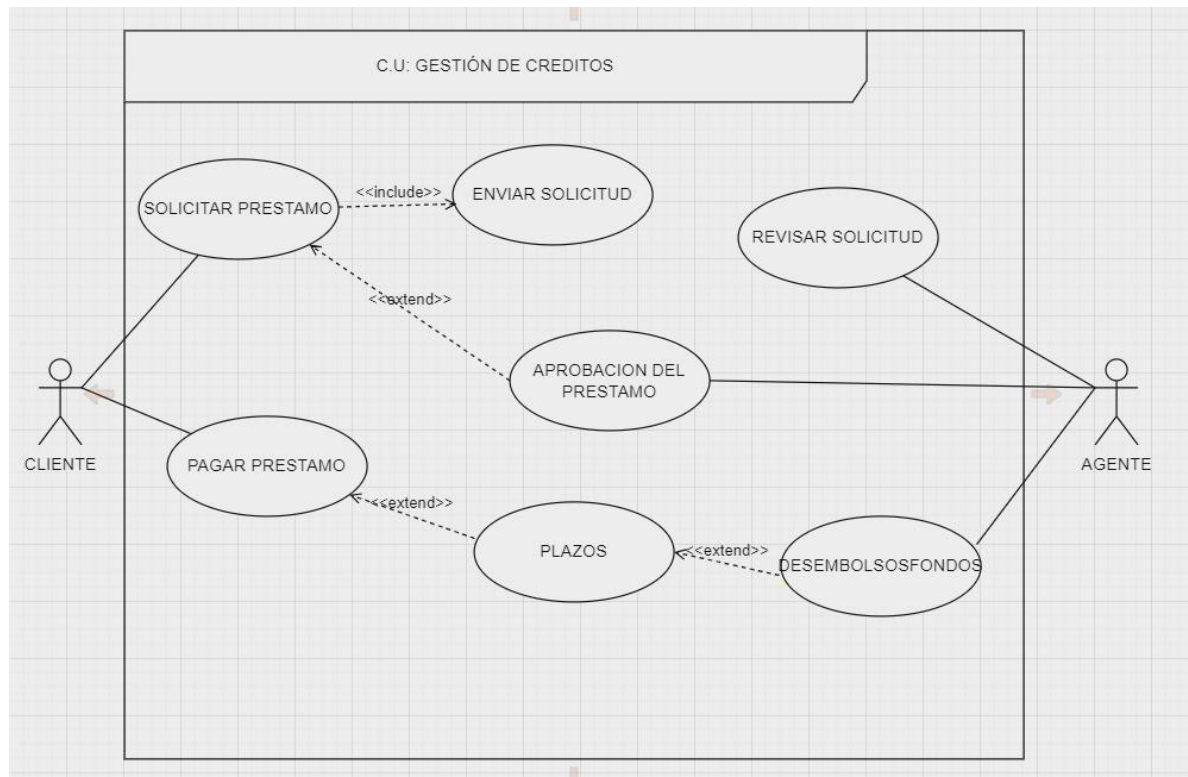 C.U: GESTIÓN DE CREDITOS
SOLICITAR PRESTAMO
<<include>>
ENVIAR SOLICITUD
REVISAR SOLICITUD
<<extend>>
APROBACION DEL
PRESTAMO
CLIENTE
PAGAR PRESTAMO
AGENTE
<<extend>>
PLAZOS
<<extend>>
DESEMBOLSOSFONDOS